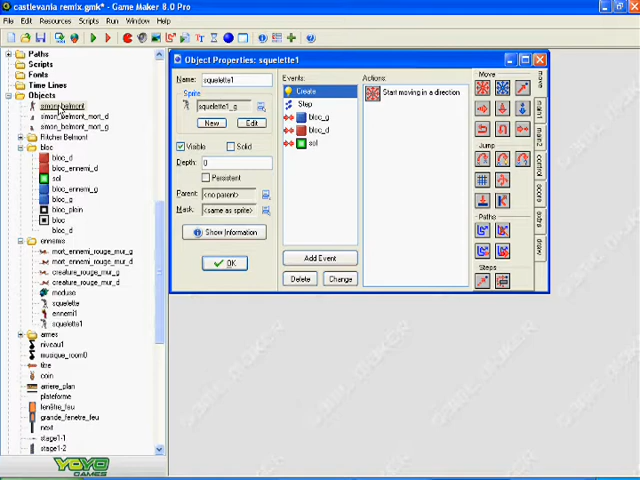 castlevania remix.gmk* - Game Maker 8.0 Pro
File Edit Resources Scripts Run Window Help
Paths
Scripts
Fonts
Time Lines
Objects
simon_belmont
simon_belmont_mort_d
simon_belmont_mort_g
Ritcher Belmont
bloc
bloc_d
bloc_ennemi_d
sol
bloc_ennemi_g
bloc_g
bloc_plein
bloc
bloc_d
ennemis
mort_ennemi_rouge_mur_g
mort_ennemi_rouge_mur_d
creature_rouge_mur_g
creature_rouge_mur_d
meduse
squelette
ennemi1
squelette1
armes
niveau1
musique_room0
titre
coin
arriere_plan
plateforme
fenêtre_feu
grande_fenetre_feu
next
stage1-1
stage1-2
YOYO
GAMES
Object Properties: squelette1
Name: squelette1
Sprite
squelette1_g
New Edit
Visible Solid
Depth: 0
Persistent
Parent: <no parent>
Mask: <same as sprite>
Show Information
OK
Events:
Create
Step
bloc_g
bloc_d
sol
Add Event
Delete Change
Actions:
Start moving in a direction
Move
Jump
Paths
Steps
move
main1
main2
control
score
extra
draw
GAME MAKER